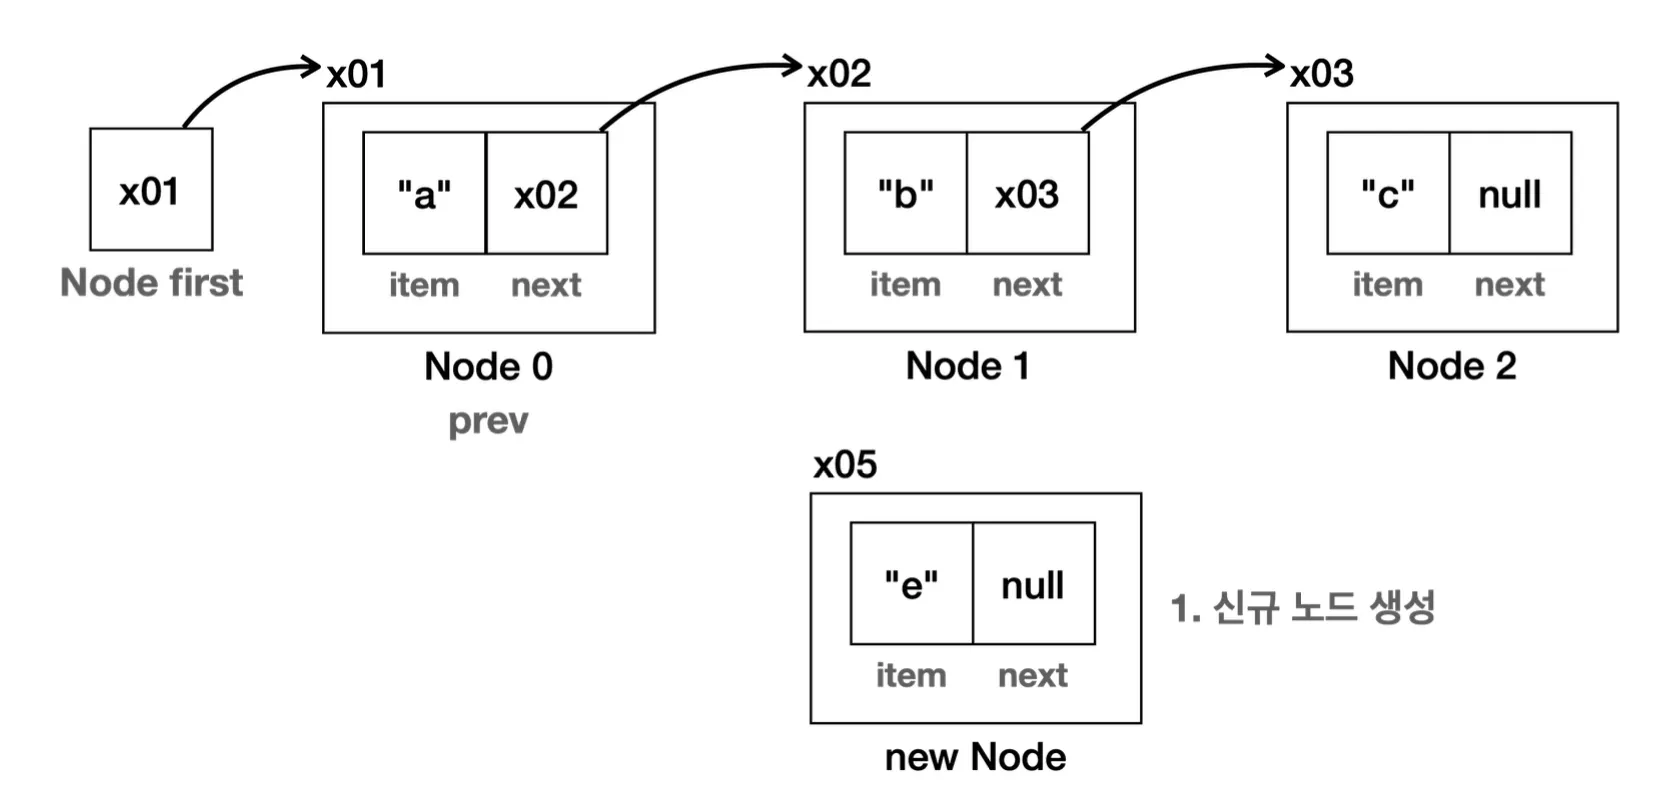 x01
x02
x03
x01
"a"
x02
"b"
x03
"c"
null
Node first
item
next
item
next
item
next
Node 0
Node 1
Node 2
prev
x05
"e"
null
1. 신규 노드 생성
item
next
new Node